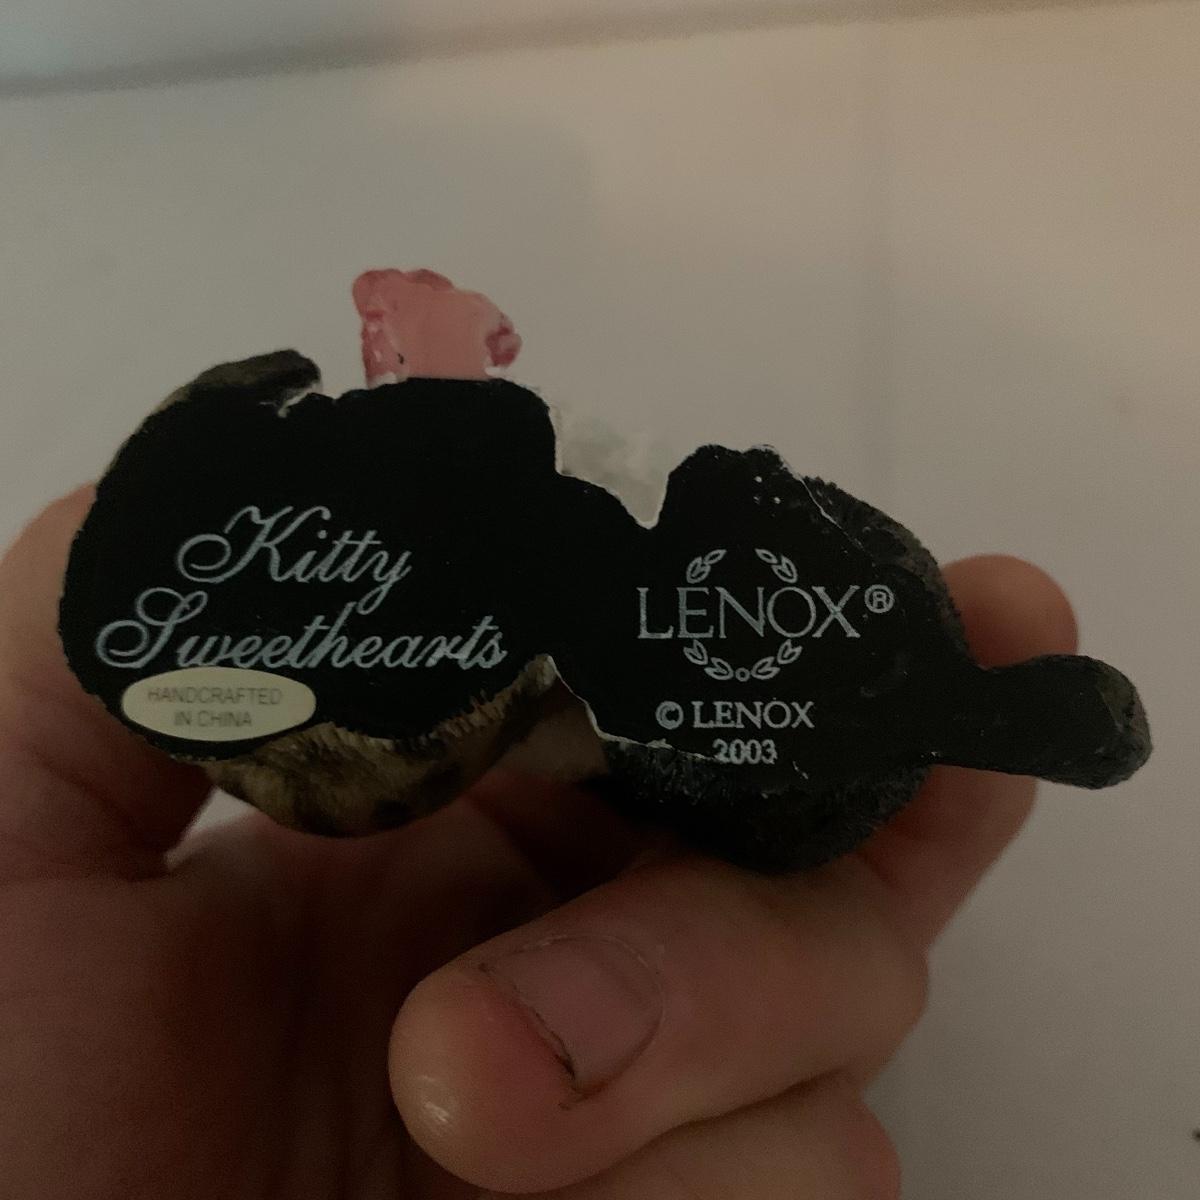 Kitty
Sweethearts
HANDCRAFTED
IN CHINA
LENOX®
© LENOX
2003